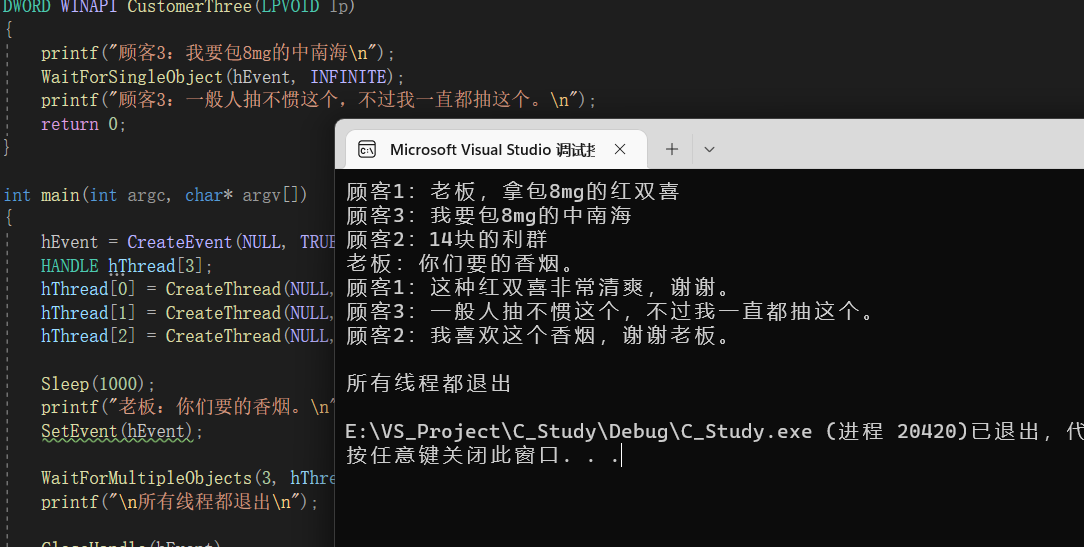 DWORD WINAPI CustomerThree(LPVOID lp)
{
printf("顾客3：我要包8mg的中南海\n");
WaitForSingleObject(hEvent, INFINITE);
printf("顾客3：一般人抽不惯这个，不过我一直都抽这个。\n");
return 0;
}
int main(int argc, char* argv[])
{
hEvent = CreateEvent(NULL, TRUE
HANDLE hThread[3];
hThread[0] = CreateThread(NULL,
hThread[1] = CreateThread(NULL,
hThread[2] = CreateThread(NULL,
Sleep(1000);
printf("老板：你们要的香烟。\n"
SetEvent(hEvent);
WaitForMultipleObjects(3, hThre
printf("\n所有线程都退出\n");
CloseHandle(hEvent)
Microsoft Visual Studio 调试控
顾客1：老板，拿包8mg的红双喜
顾客3：我要包8mg的中南海
顾客2：14块的利群
老板：你们要的香烟。
顾客1：这种红双喜非常清爽，谢谢。
顾客3：一般人抽不惯这个，不过我一直都抽这个。
顾客2：我喜欢这个香烟，谢谢老板。
所有线程都退出
E:\VS_Project\C_Study\Debug\C_Study.exe (进程 20420)已退出，代
按任意键关闭此窗口. . .